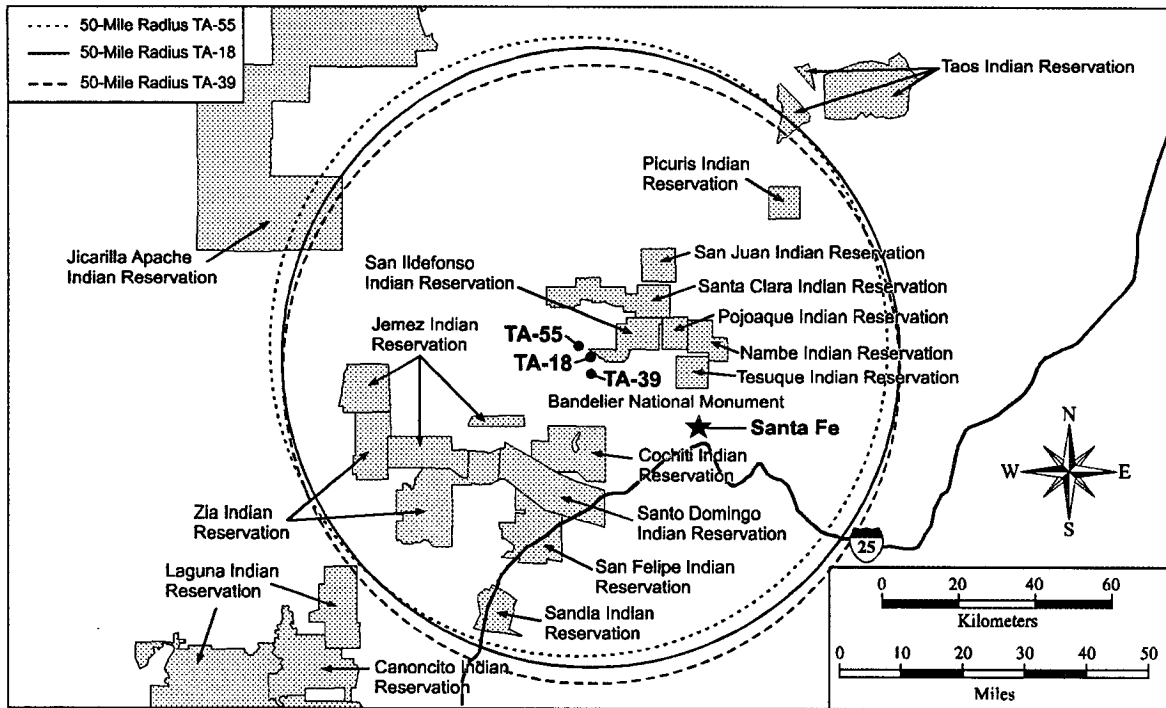 50-Mile Radius TA-55
50-Mile Radius TA-18
50-Mile Radius TA-39
Taos Indian Reservation
Picuris Indian
Reservation
Jicarilla Apache
Indian Reservation
San Juan Indian Reservation
San Ildefonso
Indian Reservation
Santa Clara Indian Reservation
Pojoaque Indian Reservation
Jemez Indian
Reservation
TA-55
TA-18
Nambe Indian Reservation
TA-39
Tesuque Indian Reservation
Bandelier National Monument
Santa Fe
N
W
E
S
Cochiti Indian
Reservation
Zia Indian
Reservation
Santo Domingo
Indian Reservation
25
San Felipe Indian
Reservation
Laguna Indian
Reservation
Sandia Indian
Reservation
Canoncito Indian
Reservation
0 20 40 60
Kilometers
0 10 20 30 40 50
Miles